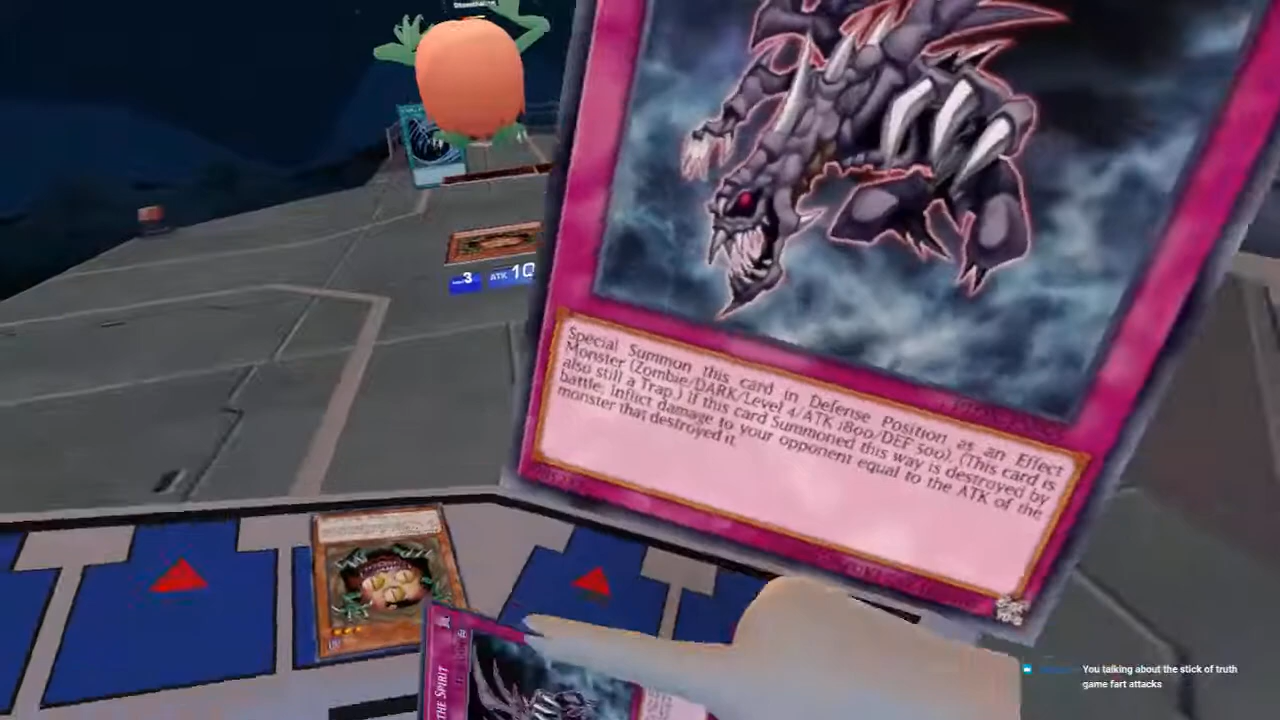 3 ATK 10
Special Summon this card in Defense Position as an Effect
Monster (Zombie/DARK/Level 4/ATK 1800/DEF 500). (This card is
also still a Trap.) If this card Summoned this way is destroyed by
battle: Inflict damage to your opponent equal to the ATK of the
monster that destroyed it.
THE SPIRIT
You talking about the stick of truth
game fart attacks